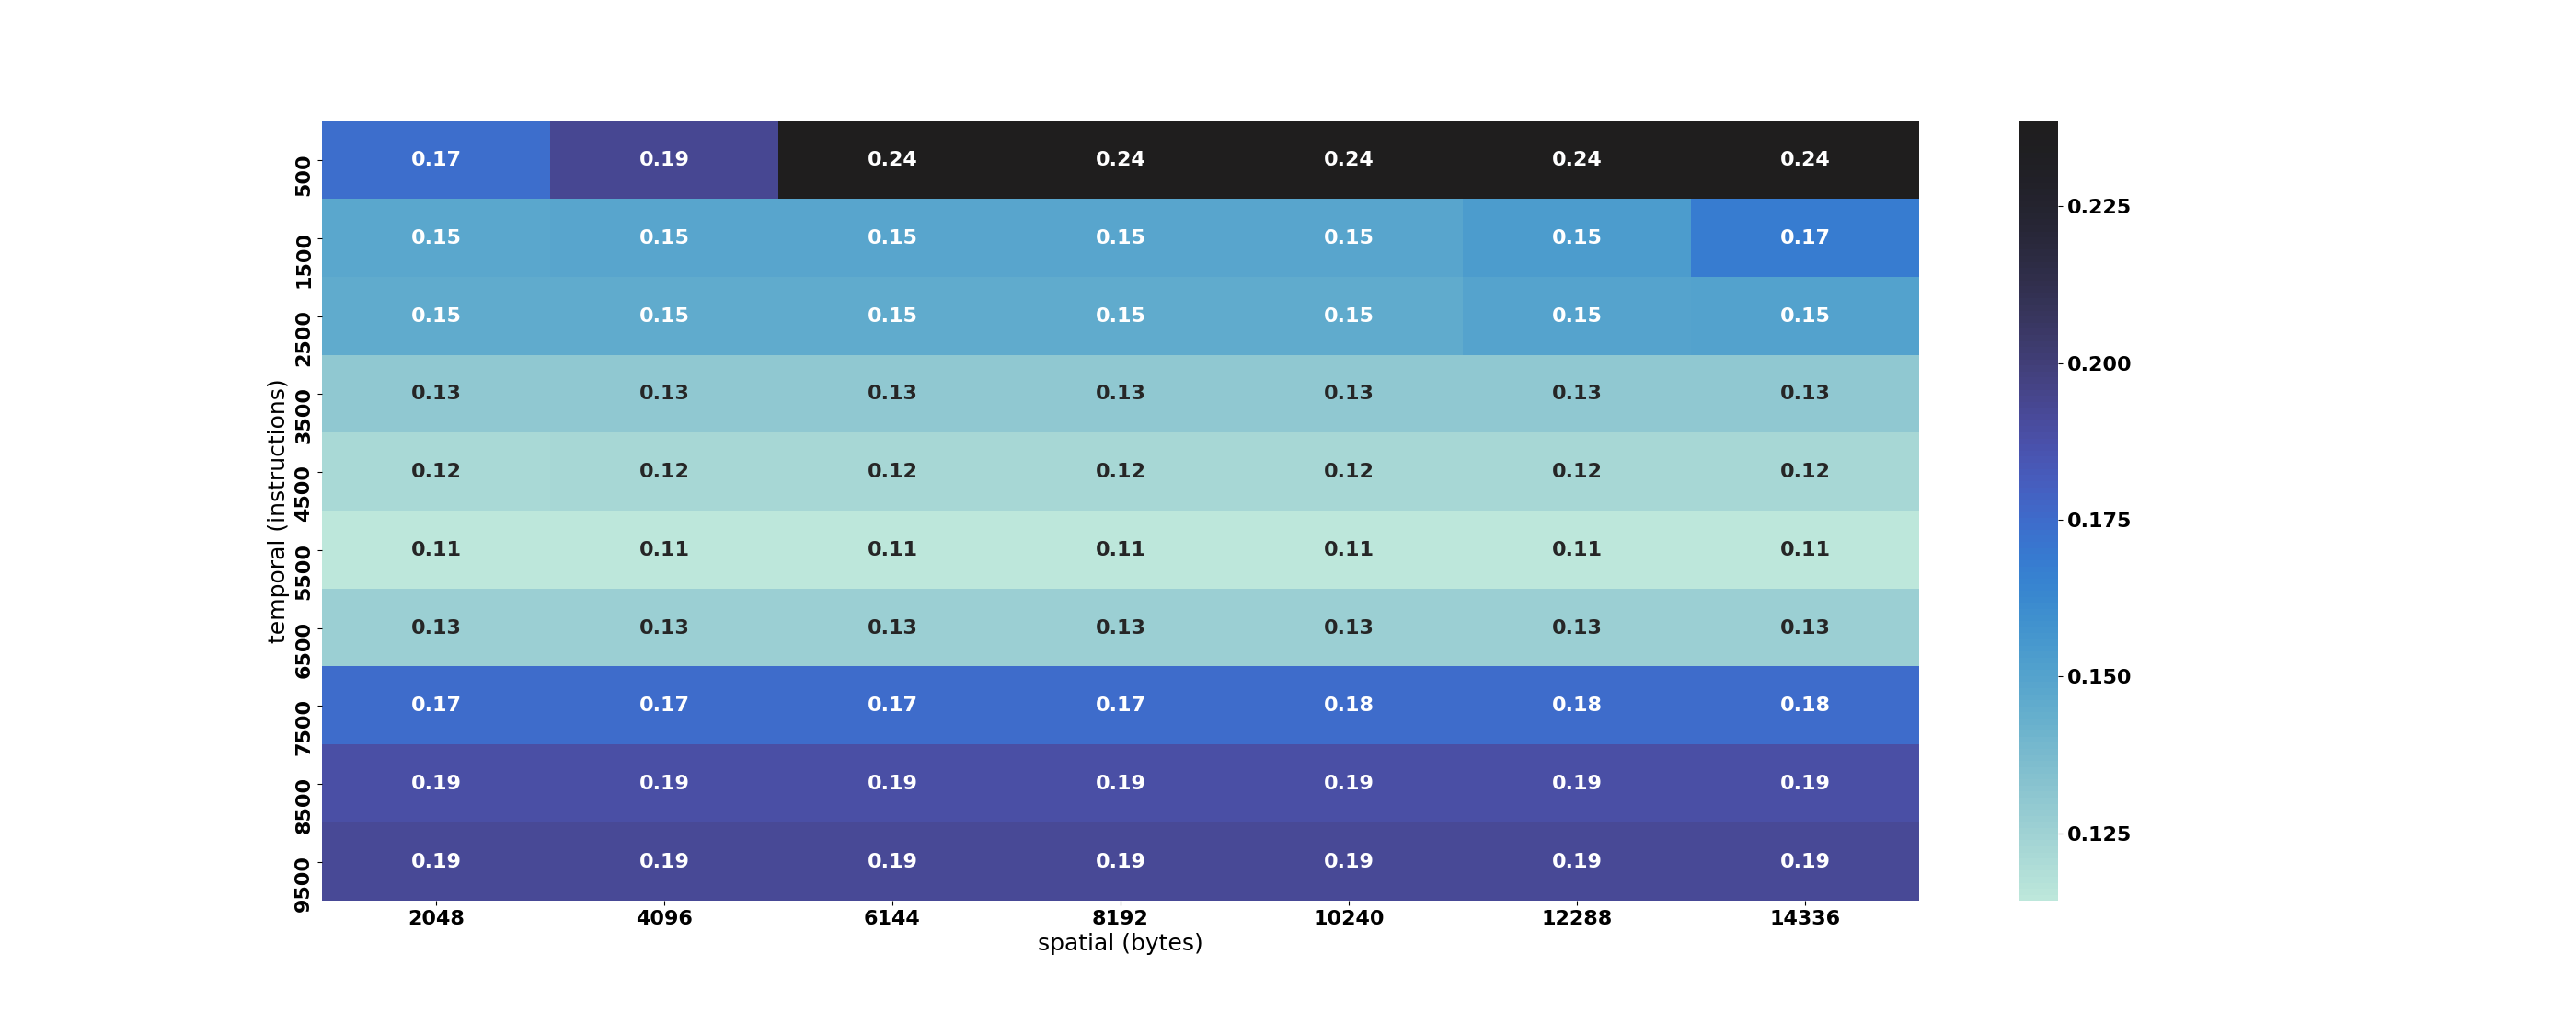 temporal (instructions)
500 0.17 0.19 0.24 0.24 0.24 0.24 0.24
1500 0.15 0.15 0.15 0.15 0.15 0.15 0.17
2500 0.15 0.15 0.15 0.15 0.15 0.15 0.15
3500 0.13 0.13 0.13 0.13 0.13 0.13 0.13
4500 0.12 0.12 0.12 0.12 0.12 0.12 0.12
5500 0.11 0.11 0.11 0.11 0.11 0.11 0.11
6500 0.13 0.13 0.13 0.13 0.13 0.13 0.13
7500 0.17 0.17 0.17 0.17 0.18 0.18 0.18
8500 0.19 0.19 0.19 0.19 0.19 0.19 0.19
9500 0.19 0.19 0.19 0.19 0.19 0.19 0.19
2048 4096 6144 8192 10240 12288 14336
spatial (bytes)
0.225
0.200
0.175
0.150
0.125